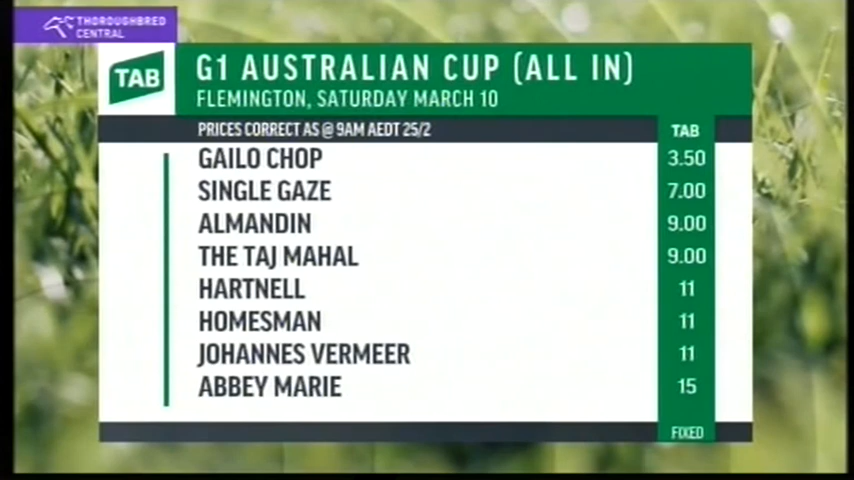 THOROUGHBRED
CENTRAL
TAB
G1 AUSTRALIAN CUP (ALL IN)
FLEMINGTON, SATURDAY MARCH 10
PRICES CORRECT AS @ 9AM AEDT 25/2 TAB
GAILO CHOP 3.50
SINGLE GAZE 7.00
ALMANDIN 9.00
THE TAJ MAHAL 9.00
HARTNELL 11
HOMESMAN 11
JOHANNES VERMEER 11
ABBEY MARIE 15
FIXED